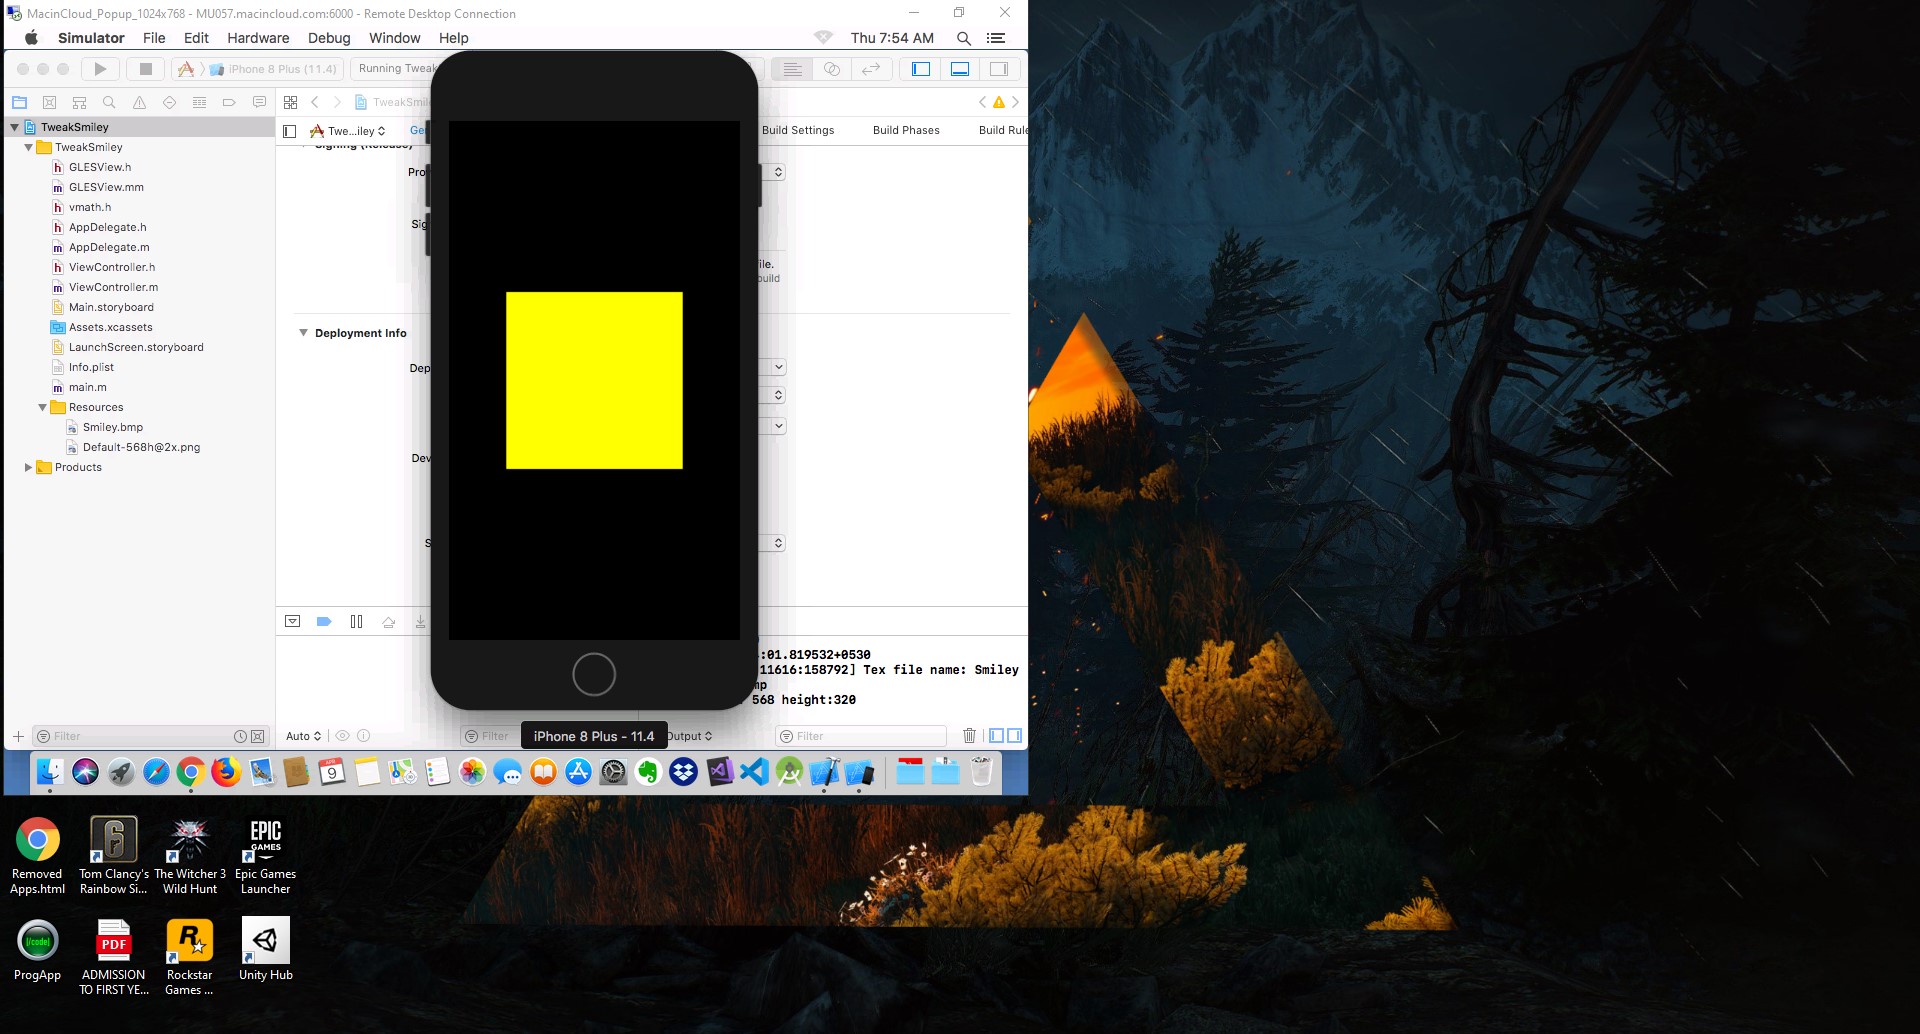 MacinCloud_Popup_1024x768 - MU057.macincloud.com:6000 - Remote Desktop Connection
Simulator File Edit Hardware Debug Window Help Thu 7:54 AM
iPhone 8 Plus (11.4) Running Tweak
TweakSmil
TweakSmiley
Twe...iley Ge Build Settings Build Phases Build Rule
Signing (Release)
TweakSmiley
GLESView.h
Pro
GLESView.mm
vmath.h
AppDelegate.h
Sig
AppDelegate.m
ViewController.h
ile.
build
ViewController.m
Main.storyboard
Assets.xcassets
Deployment Info
LaunchScreen.storyboard
Info.plist
Dep
main.m
Resources
Smiley.bmp
Default-568h@2x.png
Dev
Products
S
:01.819532+0530
11616:158792] Tex file name: Smiley
mp
568 height:320
Filter
Auto
Filter
iPhone 8 Plus - 11.4
Output
Filter
APR
9
Removed
Apps.html
Tom Clancy's
Rainbow Si...
The Witcher 3
Wild Hunt
EPIC
GAMES
Epic Games
Launcher
{/code}
ProgApp
PDF
ADMISSION
TO FIRST YE...
R
Rockstar
Games ...
Unity Hub